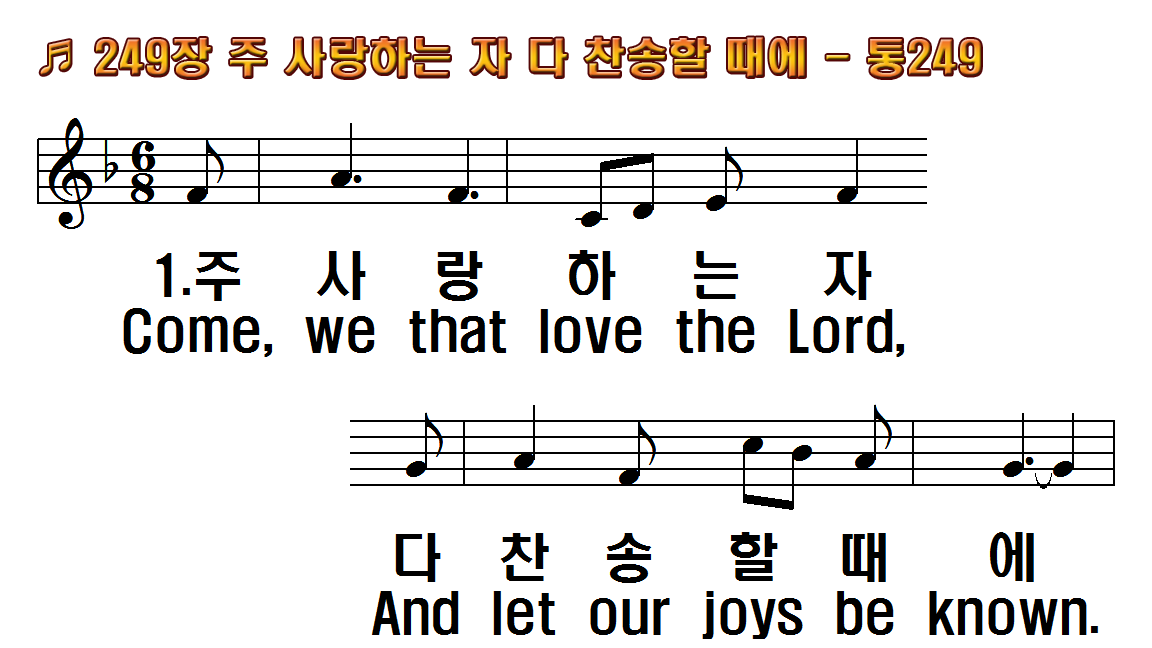 ♬ 249장 주 사랑하는 자 다 찬송할 때에 - 통249
6
8
1.주 사 랑 하 는 자
Come, we that love the Lord,
다 찬 송 할 때 에
And let our joys be known.